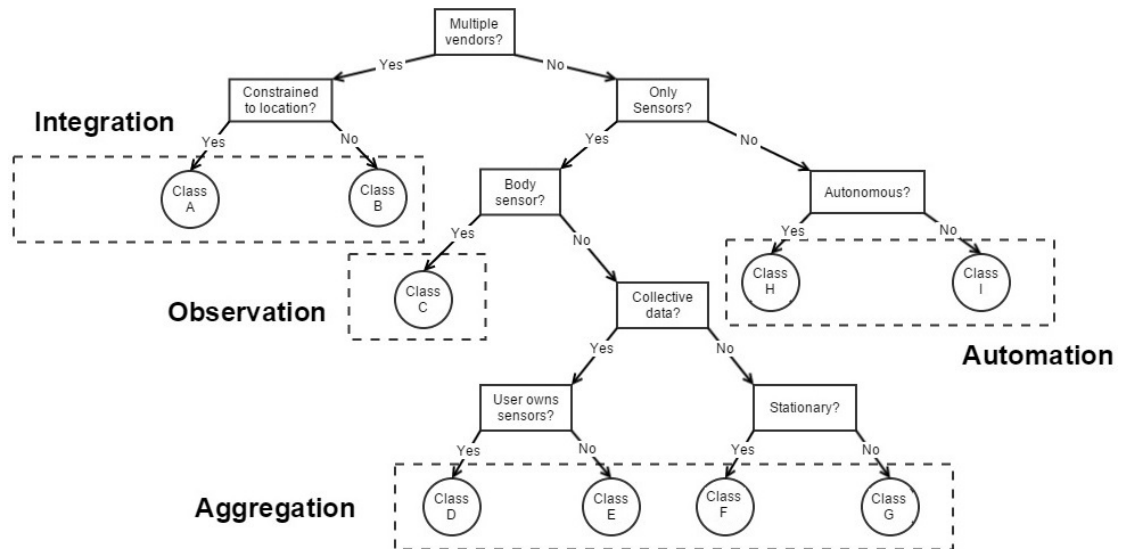 Multiple
vendors?
Yes
No
Constrained
to location?
Only
Sensors?
Integration
Yes
No
Yes
No
Class
A
Class
B
Body
sensor?
Autonomous?
Yes
No
Yes
No
Class
C
Class
H
Class
I
Observation
Collective
data?
Automation
Yes
No
User owns
sensors?
Stationary?
Yes
No
Yes
No
Aggregation
Class
D
Class
E
Class
F
Class
G